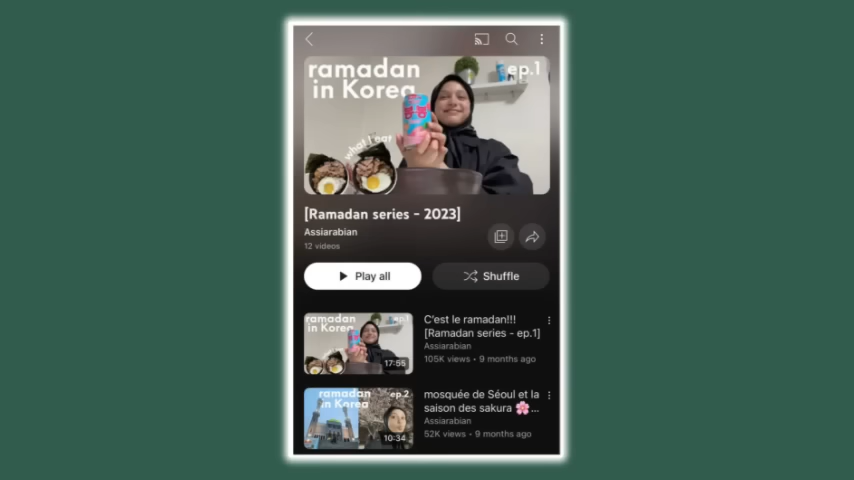 ramadan
in Korea
ep.1
what I eat
[Ramadan series - 2023]
Assiarabian
12 videos
Play all
Shuffle
ramadan
in Korea
ep.1
17:55
C'est le ramadan!!!
[Ramadan series - ep.1]
Assiarabian
105K views • 9 months ago
ramadan
in Korea
ep.2
10:34
mosquée de Séoul et la
saison des sakura 🌸...
Assiarabian
52K views • 9 months ago